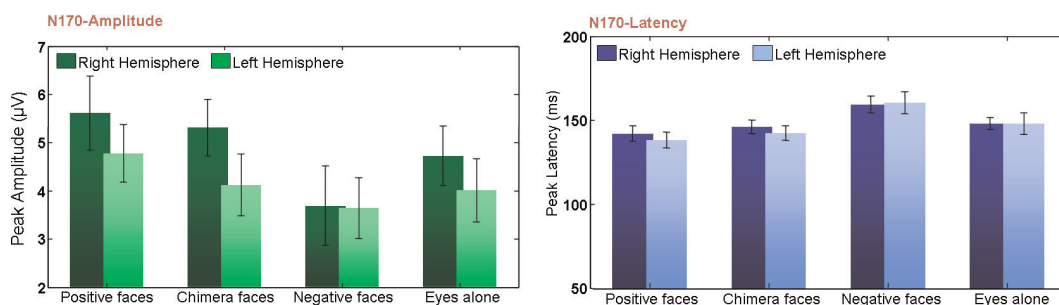 N170-Amplitude
7
6
5
4
3
2
Peak Amplitude (µV)
Right Hemisphere Left Hemisphere
Positive faces Chimera faces Negative faces Eyes alone
N170-Latency
200
150
100
50
Peak Latency (ms)
Right Hemisphere Left Hemisphere
Positive faces Chimera faces Negative faces Eyes alone